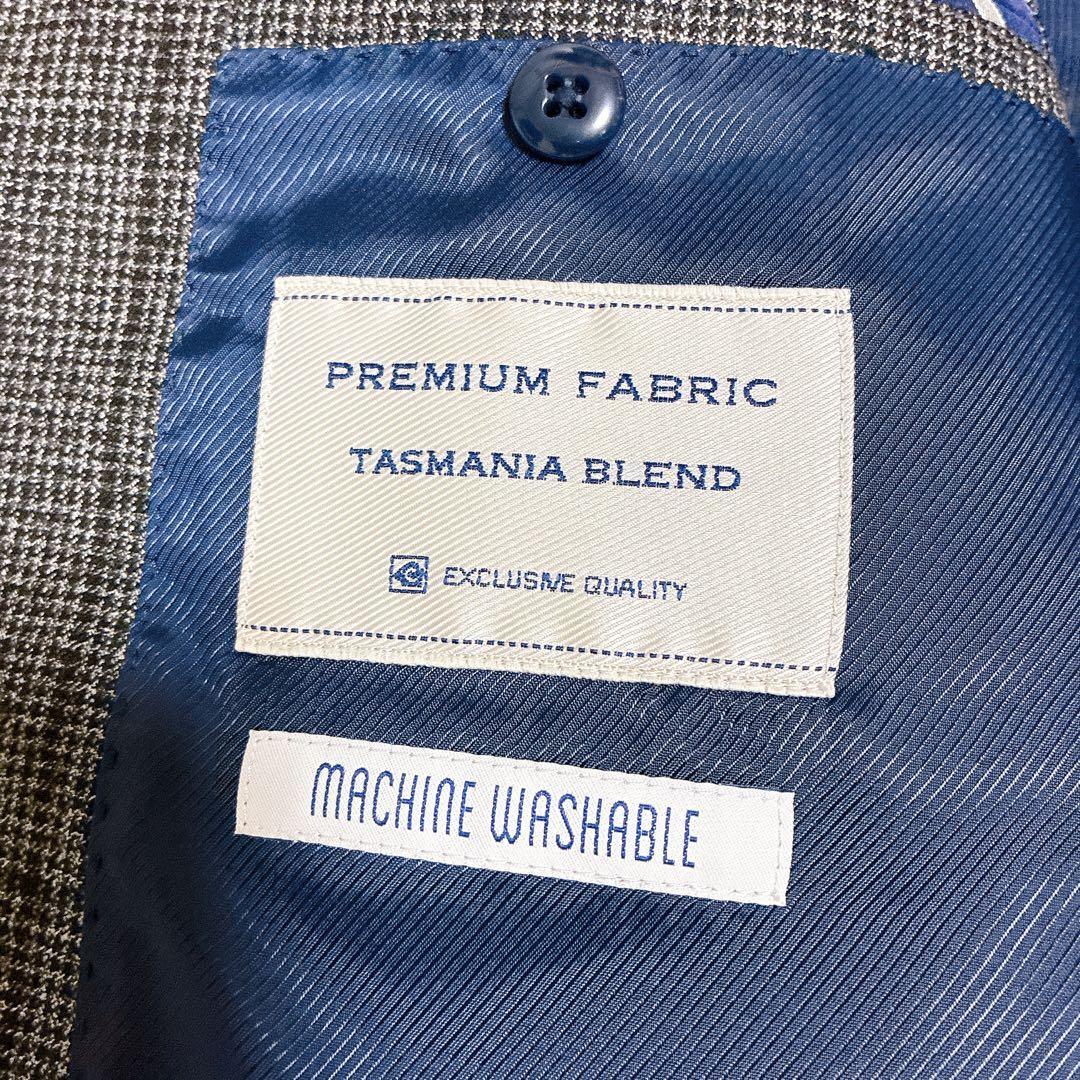 PREMIUM FABRIC
TASMANIA BLEND
EXCLUSIVE QUALITY
MACHINE WASHABLE